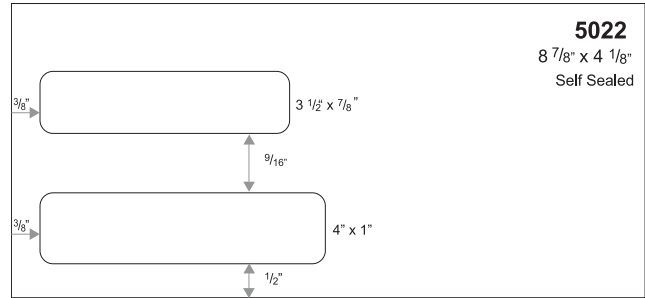 5022
8 7/8" x 4 1/8"
Self Sealed
3/8"
3 1/2" x 7/8"
9/16"
3/8"
4" x 1"
1/2"